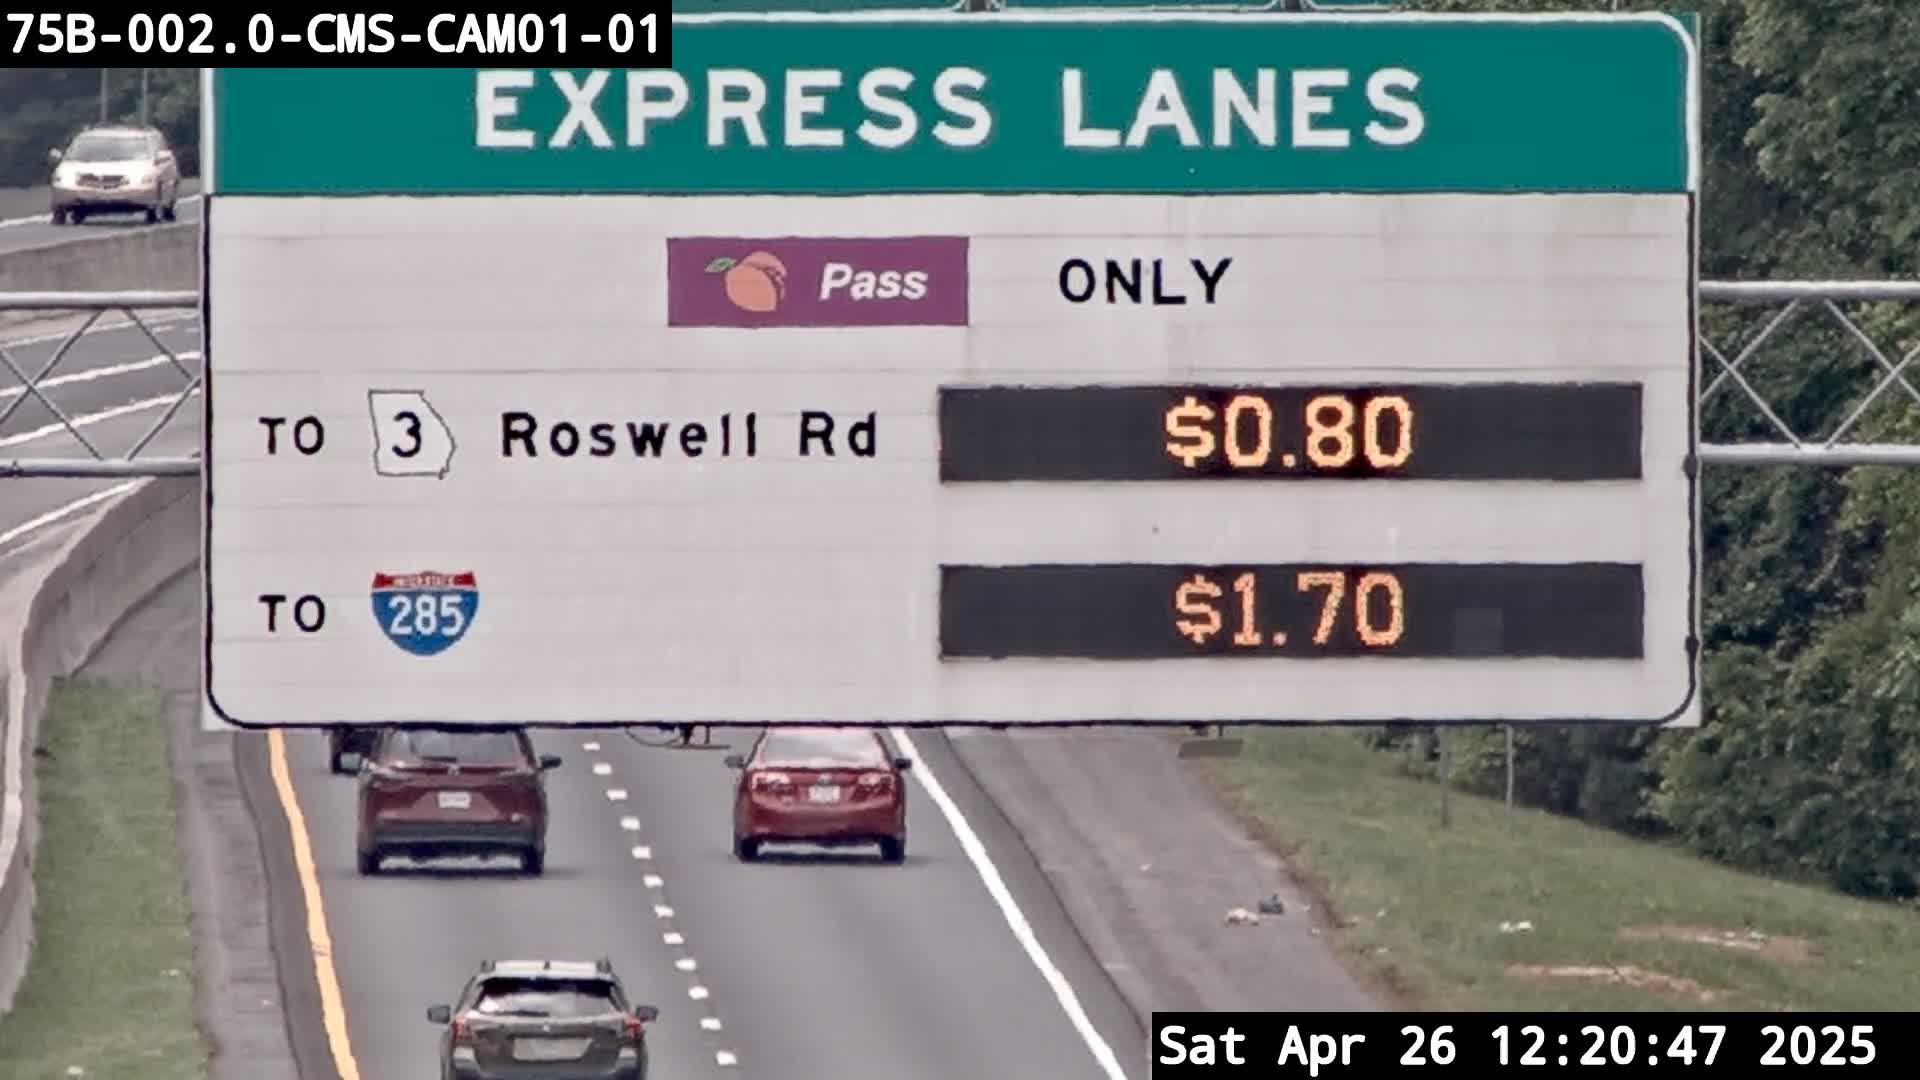 75B-002.0-CMS-CAM01-01
EXPRESS LANES
Pass ONLY
TO 3 Roswell Rd $0.80
TO 285 $1.70
Sat Apr 26 12:20:47 2025